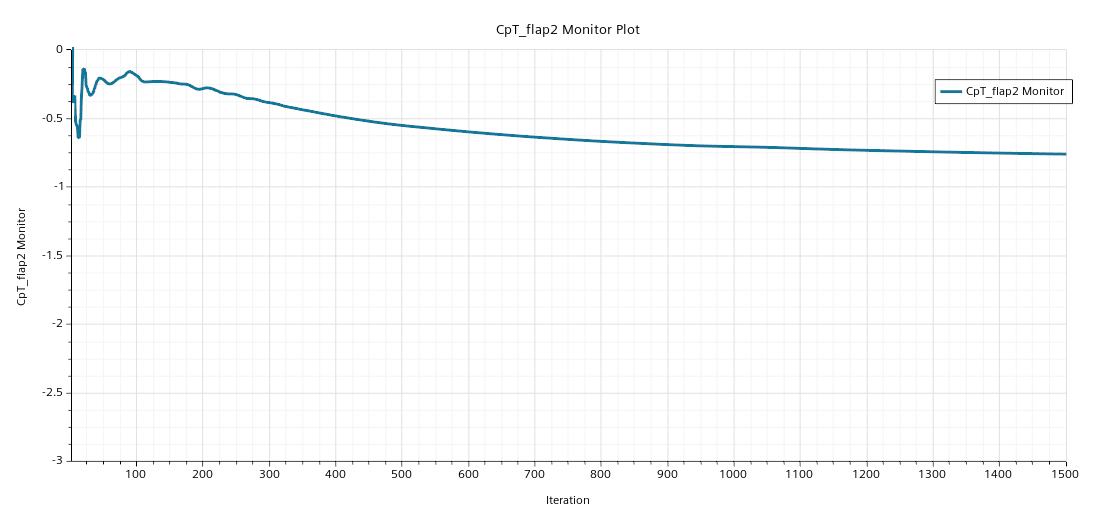 CpT_flap2 Monitor Plot
CpT_flap2 Monitor
0
-0.5
-1
-1.5
-2
-2.5
-3
CpT_flap2 Monitor
100 200 300 400 500 600 700 800 900 1000 1100 1200 1300 1400 1500
Iteration